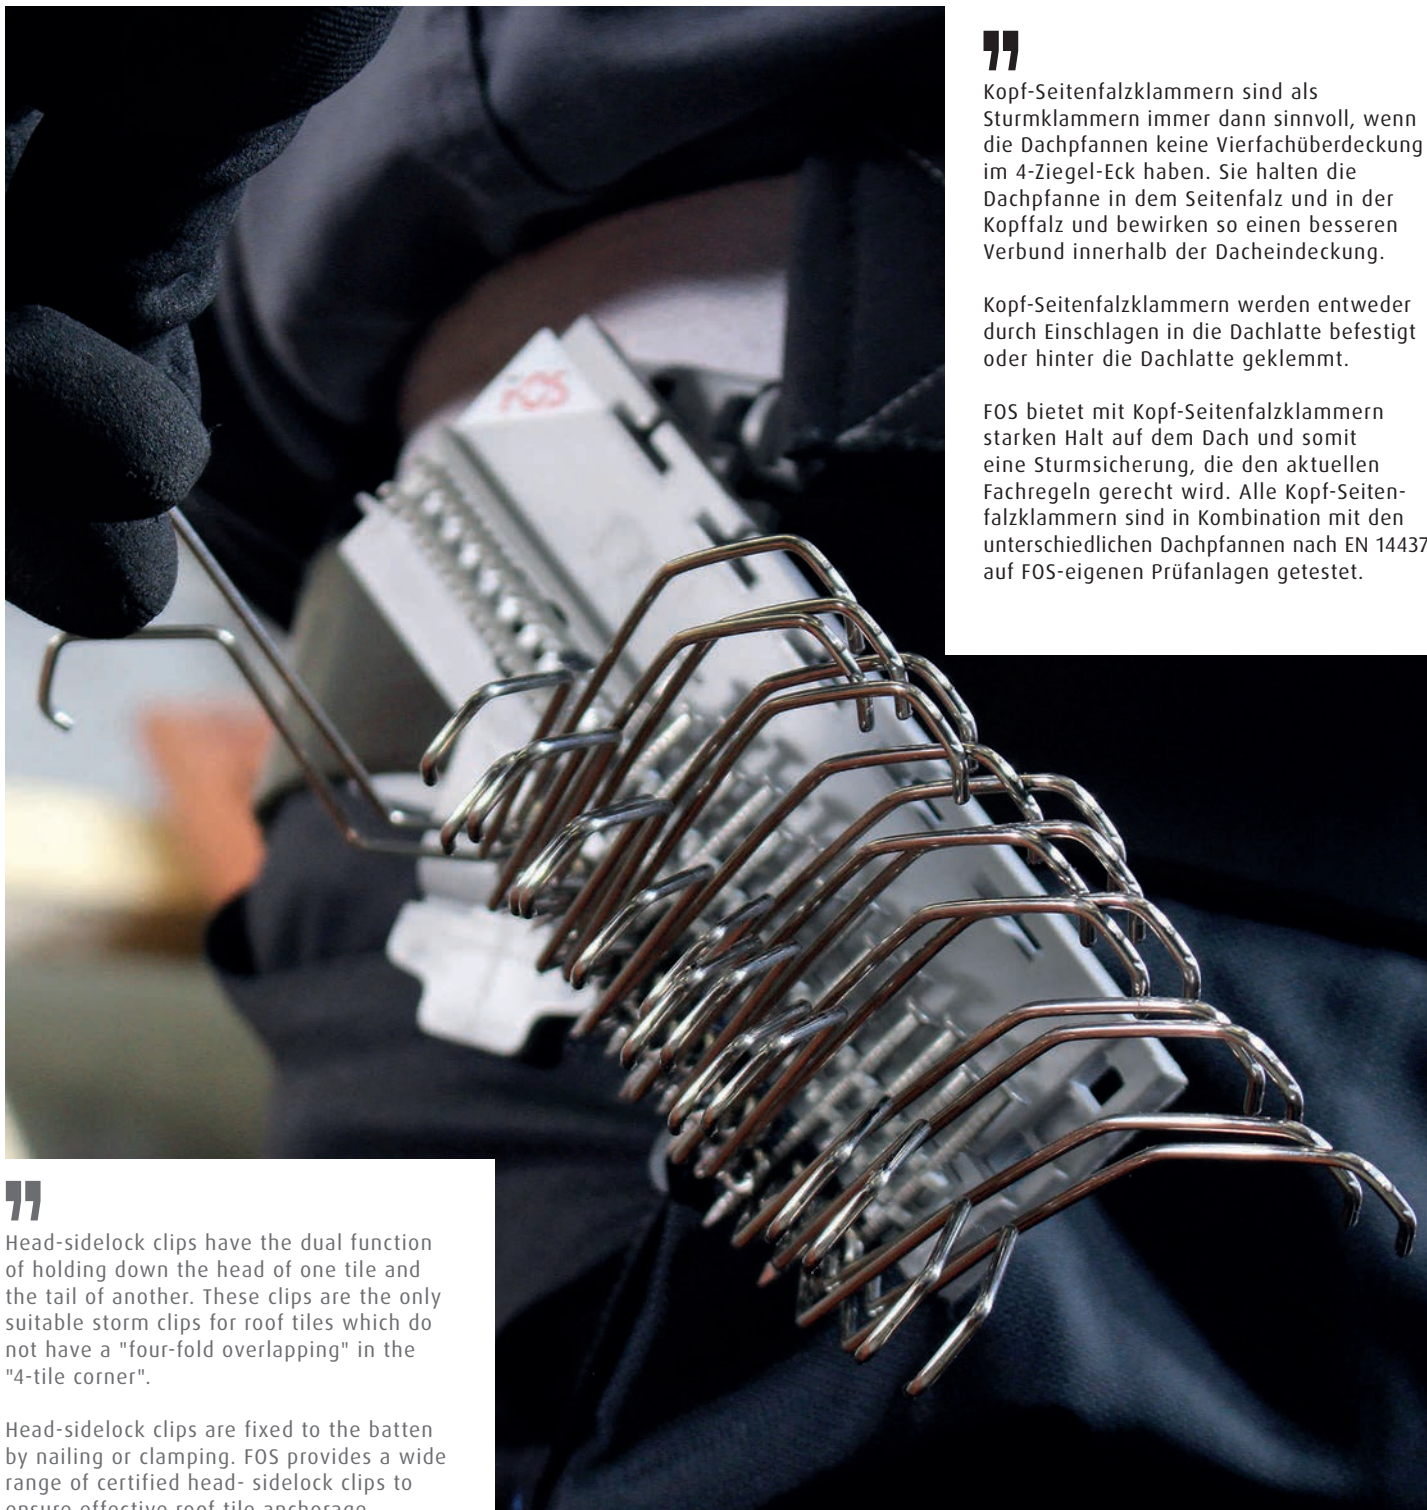 Kopf-Seitenfalzklammern sind als
Sturmklammern immer dann sinnvoll, wenn
die Dachpfannen keine Vierfachüberdeckung
im 4-Ziegel-Eck haben. Sie halten die
Dachpfanne in dem Seitenfalz und in der
Kopffalz und bewirken so einen besseren
Verbund innerhalb der Dacheindeckung.

Kopf-Seitenfalzklammern werden entweder
durch Einschlagen in die Dachlatte befestigt
oder hinter die Dachlatte geklemmt.

FOS bietet mit Kopf-Seitenfalzklammern
starken Halt auf dem Dach und somit
eine Sturmsicherung, die den aktuellen
Fachregeln gerecht wird. Alle Kopf-Seiten-
falzklammern sind in Kombination mit den
unterschiedlichen Dachpfannen nach EN 14437
auf FOS-eigenen Prüfanlagen getestet.

FOS

Head-sidelock clips have the dual function
of holding down the head of one tile and
the tail of another. These clips are the only
suitable storm clips for roof tiles which do
not have a "four-fold overlapping" in the
"4-tile corner".

Head-sidelock clips are fixed to the batten
by nailing or clamping. FOS provides a wide
range of certified head- sidelock clips to
ensure effective roof tile anchorage